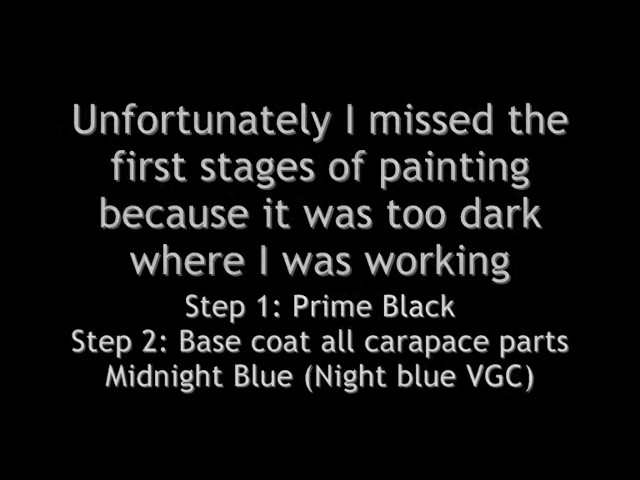 Unfortunately I missed the
first stages of painting
because it was too dark
where I was working
Step 1: Prime Black
Step 2: Base coat all carapace parts
Midnight Blue (Night blue VGC)